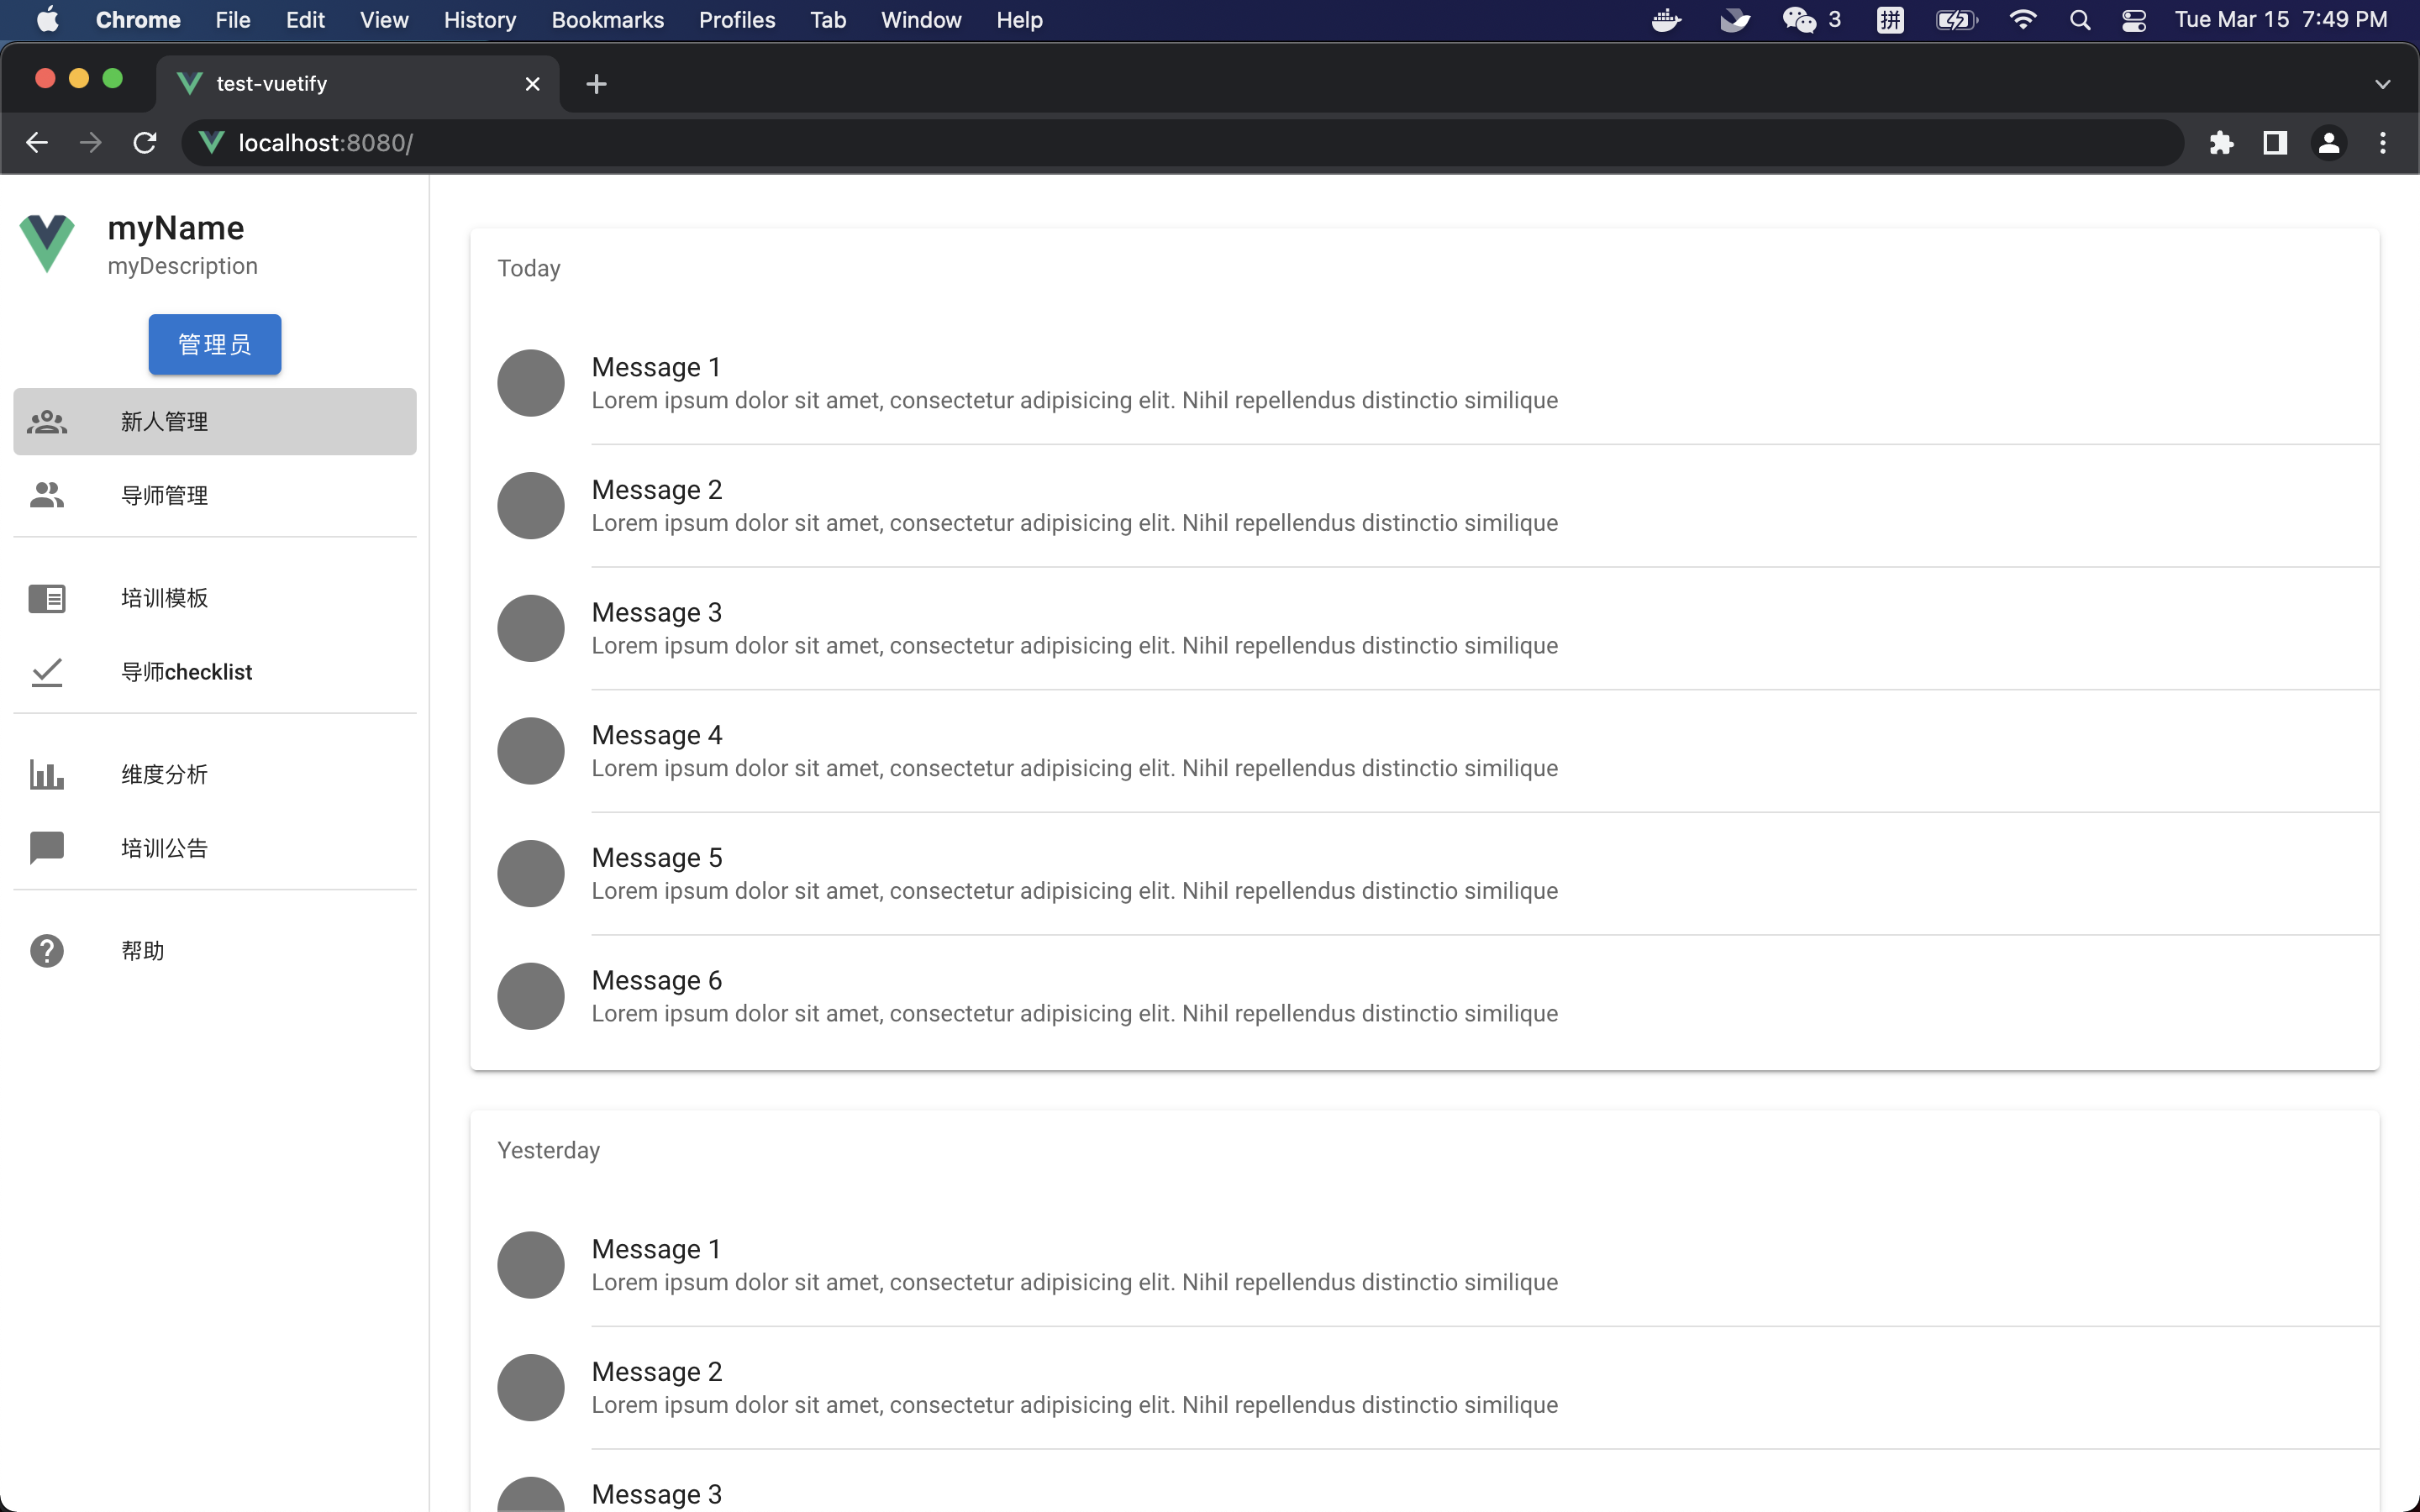 Chrome File Edit View History Bookmarks Profiles Tab Window Help 3 拼 Tue Mar 15 7:49 PM
test-vuetify
localhost:8080/
myName
myDescription
管理员
新人管理
导师管理
培训模板
导师checklist
维度分析
培训公告
帮助
Today
Message 1
Lorem ipsum dolor sit amet, consectetur adipisicing elit. Nihil repellendus distinctio similique
Message 2
Lorem ipsum dolor sit amet, consectetur adipisicing elit. Nihil repellendus distinctio similique
Message 3
Lorem ipsum dolor sit amet, consectetur adipisicing elit. Nihil repellendus distinctio similique
Message 4
Lorem ipsum dolor sit amet, consectetur adipisicing elit. Nihil repellendus distinctio similique
Message 5
Lorem ipsum dolor sit amet, consectetur adipisicing elit. Nihil repellendus distinctio similique
Message 6
Lorem ipsum dolor sit amet, consectetur adipisicing elit. Nihil repellendus distinctio similique
Yesterday
Message 1
Lorem ipsum dolor sit amet, consectetur adipisicing elit. Nihil repellendus distinctio similique
Message 2
Lorem ipsum dolor sit amet, consectetur adipisicing elit. Nihil repellendus distinctio similique
Message 3